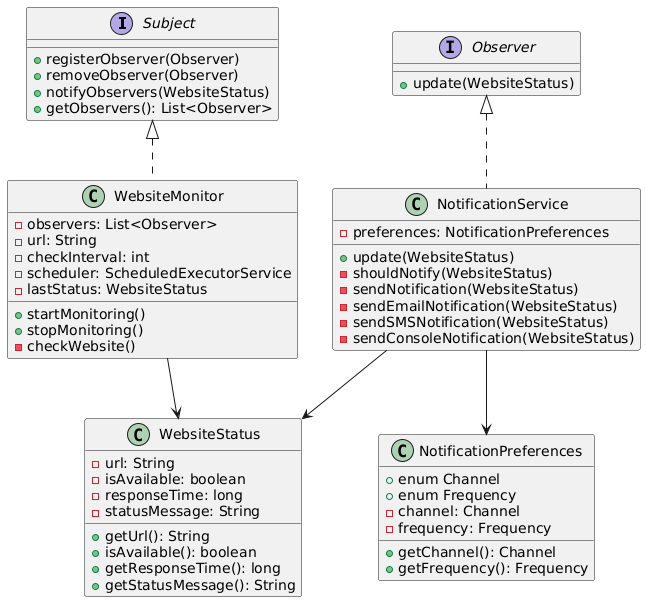 I Subject
registerObserver(Observer)
removeObserver(Observer)
notifyObservers(WebsiteStatus)
getObservers(): List<Observer>
I Observer
update(WebsiteStatus)
C WebsiteMonitor
observers: List<Observer>
url: String
checkInterval: int
scheduler: ScheduledExecutorService
lastStatus: WebsiteStatus
startMonitoring()
stopMonitoring()
checkWebsite()
C NotificationService
preferences: NotificationPreferences
update(WebsiteStatus)
shouldNotify(WebsiteStatus)
sendNotification(WebsiteStatus)
sendEmailNotification(WebsiteStatus)
sendSMSNotification(WebsiteStatus)
sendConsoleNotification(WebsiteStatus)
C WebsiteStatus
url: String
isAvailable: boolean
responseTime: long
statusMessage: String
getUrl(): String
isAvailable(): boolean
getResponseTime(): long
getStatusMessage(): String
C NotificationPreferences
enum Channel
enum Frequency
channel: Channel
frequency: Frequency
getChannel(): Channel
getFrequency(): Frequency